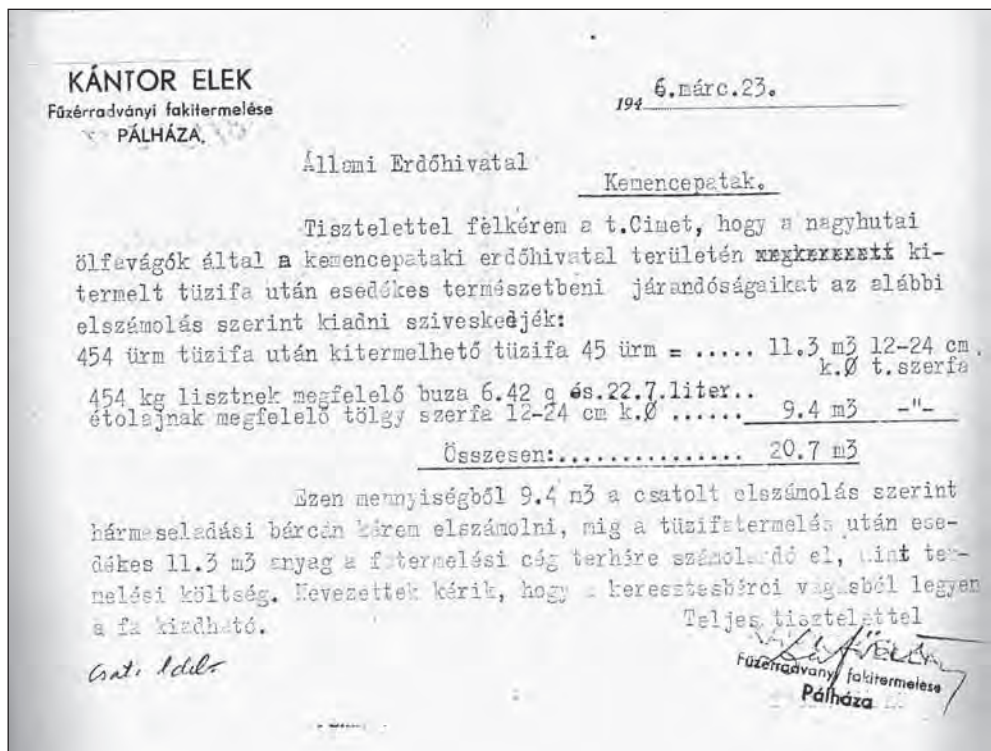 KÁNTOR ELEK
Fűzérradványi fakitermelése
PÁLHÁZA.
194 6.márc.23.
Állami Erdőhivatal
Kemencepatak.
Tisztelettel felkérem a t.Cimet, hogy a nagyhutai
ölfavágók által a kemencepataki erdőhivatal területén ki-
termelt tüzifa után esedékes természetbeni járandóságaikat az alábbi
elszámolás szerint kiadni sziveskedjék:
454 ürm tüzifa után kitermelhető tüzifa 45 ürm = ..... 11.3 m3 12-24 cm.
k.Ø t.szerfa
454 kg lisztnek megfelelő buza 6.42 q és.22.7.liter..
étolajnak megfelelő tölgy szerfa 12-24 cm k.Ø ...... 9.4 m3 -"-
Összesen:................ 20.7 m3
Ezen mennyiségből 9.4 m3 a csatolt elszámolás szerint
hármaseladási bárcán kérem elszámolni, mig a tüzifatermelés után ese-
dékes 11.3 m3 anyag a fatermelési cég terhére számolandó el, mint ter-
melési költség. Nevezettek kérik, hogy a keresztesbérci vágásból legyen
a fa kiadható.
Teljes tisztelettel
Fűzérradvány fakitermelése
Pálháza